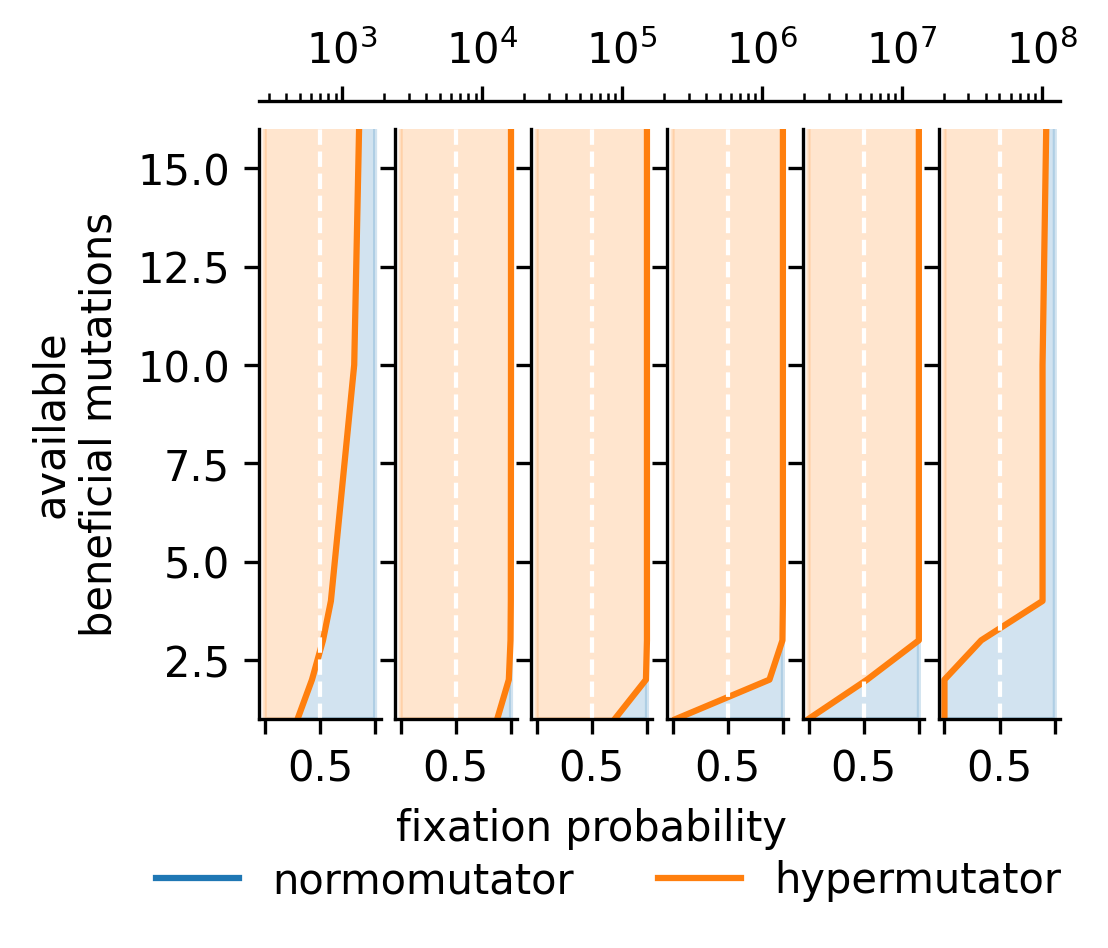 10³ 10⁴ 10⁵ 10⁶ 10⁷ 10⁸
15.0
12.5
10.0
7.5
5.0
2.5
available
beneficial mutations
0.5 0.5 0.5 0.5 0.5 0.5
fixation probability
normomutator hypermutator